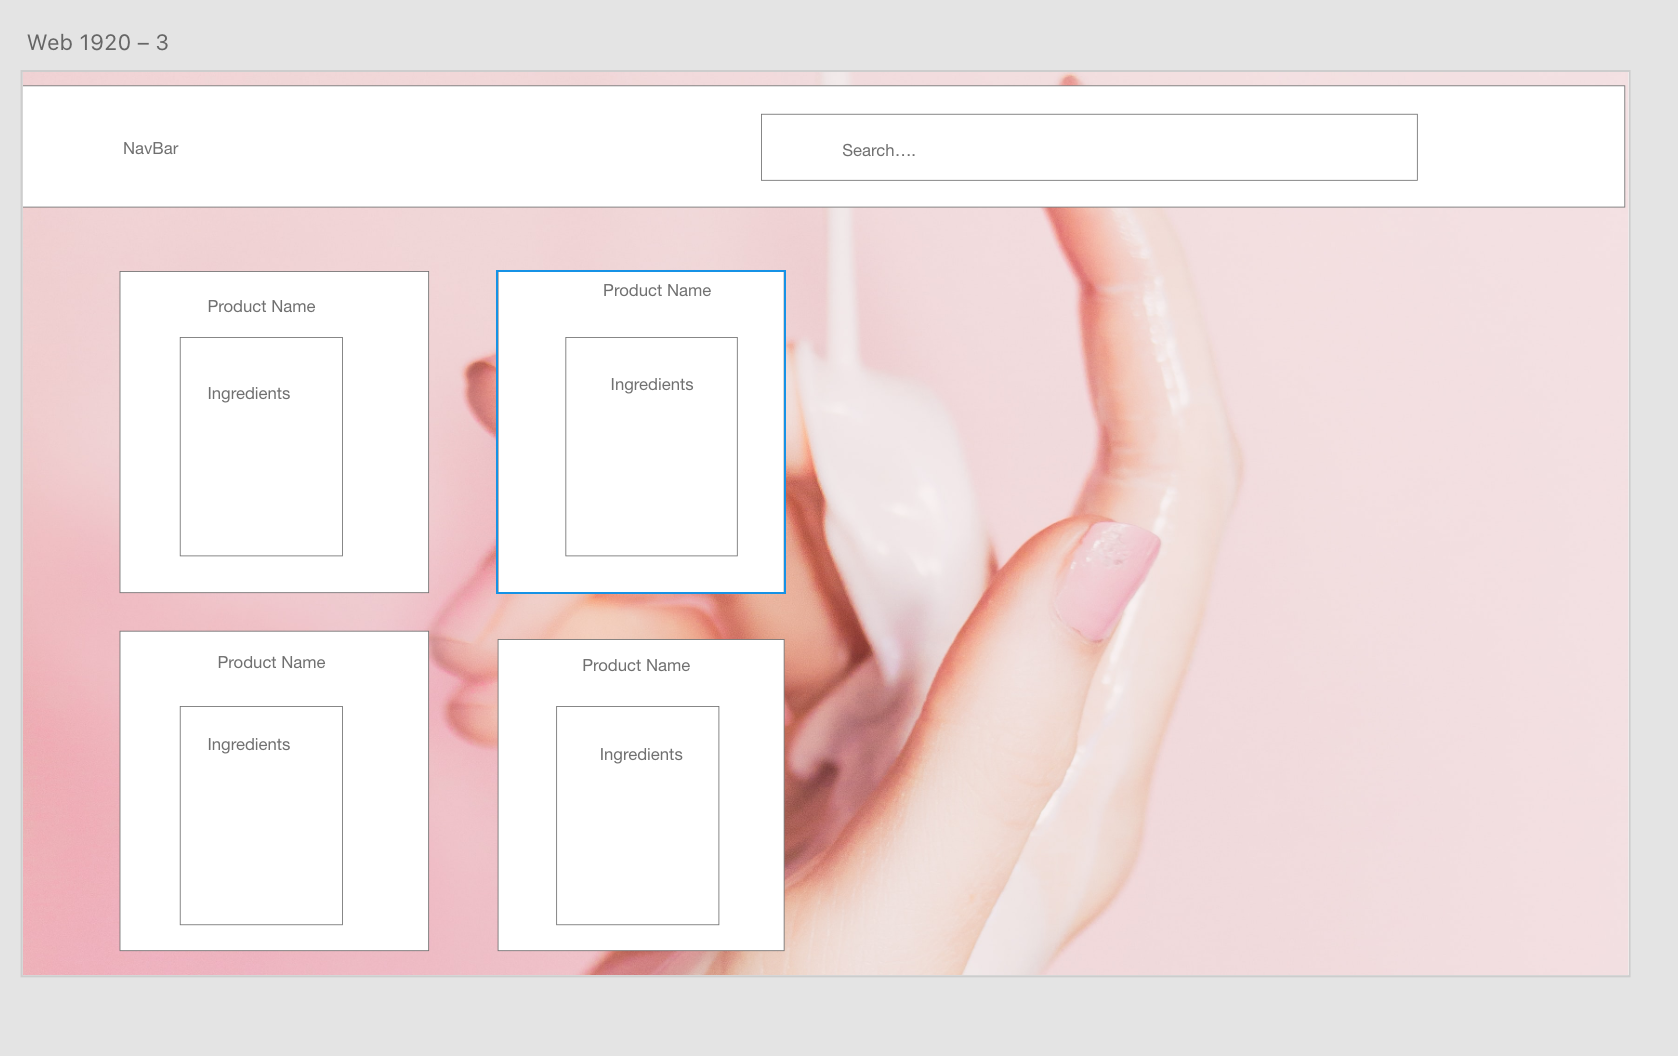 Web 1920 – 3
NavBar
Search....
Product Name
Ingredients
Product Name
Ingredients
Product Name
Ingredients
Product Name
Ingredients